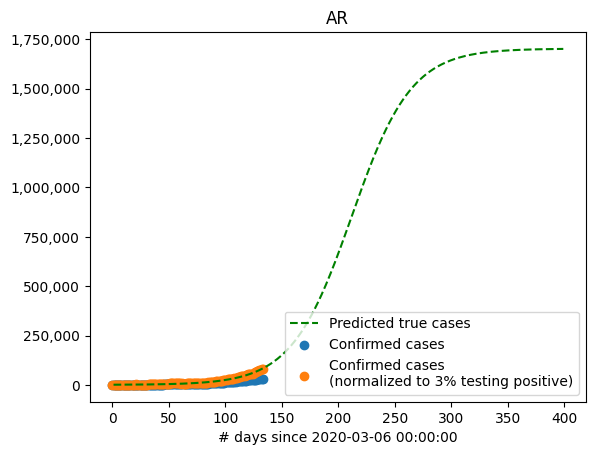 AR
1,750,000
1,500,000
1,250,000
1,000,000
750,000
500,000
250,000
0
Predicted true cases
Confirmed cases
Confirmed cases
(normalized to 3% testing positive)
0 50 100 150 200 250 300 350 400
# days since 2020-03-06 00:00:00